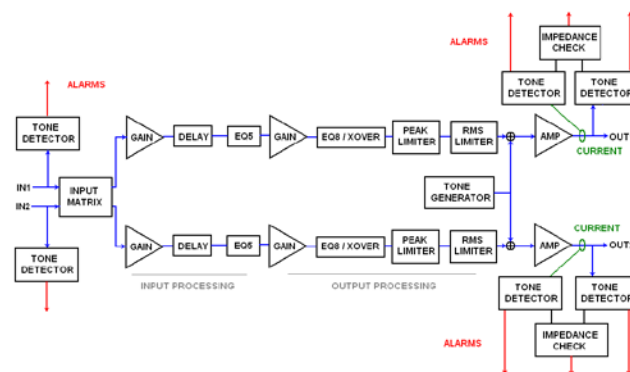 IMPEDANCE
CHECK
ALARMS
TONE
DETECTOR
TONE
DETECTOR
ALARMS
TONE
DETECTOR
GAIN
DELAY
EQ5
GAIN
EQ8 / XOVER
PEAK
LIMITER
RMS
LIMITER
AMP
OUT
CURRENT
IN1
IN2
INPUT
MATRIX
TONE
GENERATOR
CURRENT
GAIN
DELAY
EQ5
GAIN
EQ8 / XOVER
PEAK
LIMITER
RMS
LIMITER
AMP
TONE
DETECTOR
INPUT PROCESSING
OUTPUT PROCESSING
TONE
DETECTOR
TONE
DETECTOR
ALARMS
IMPEDANCE
CHECK